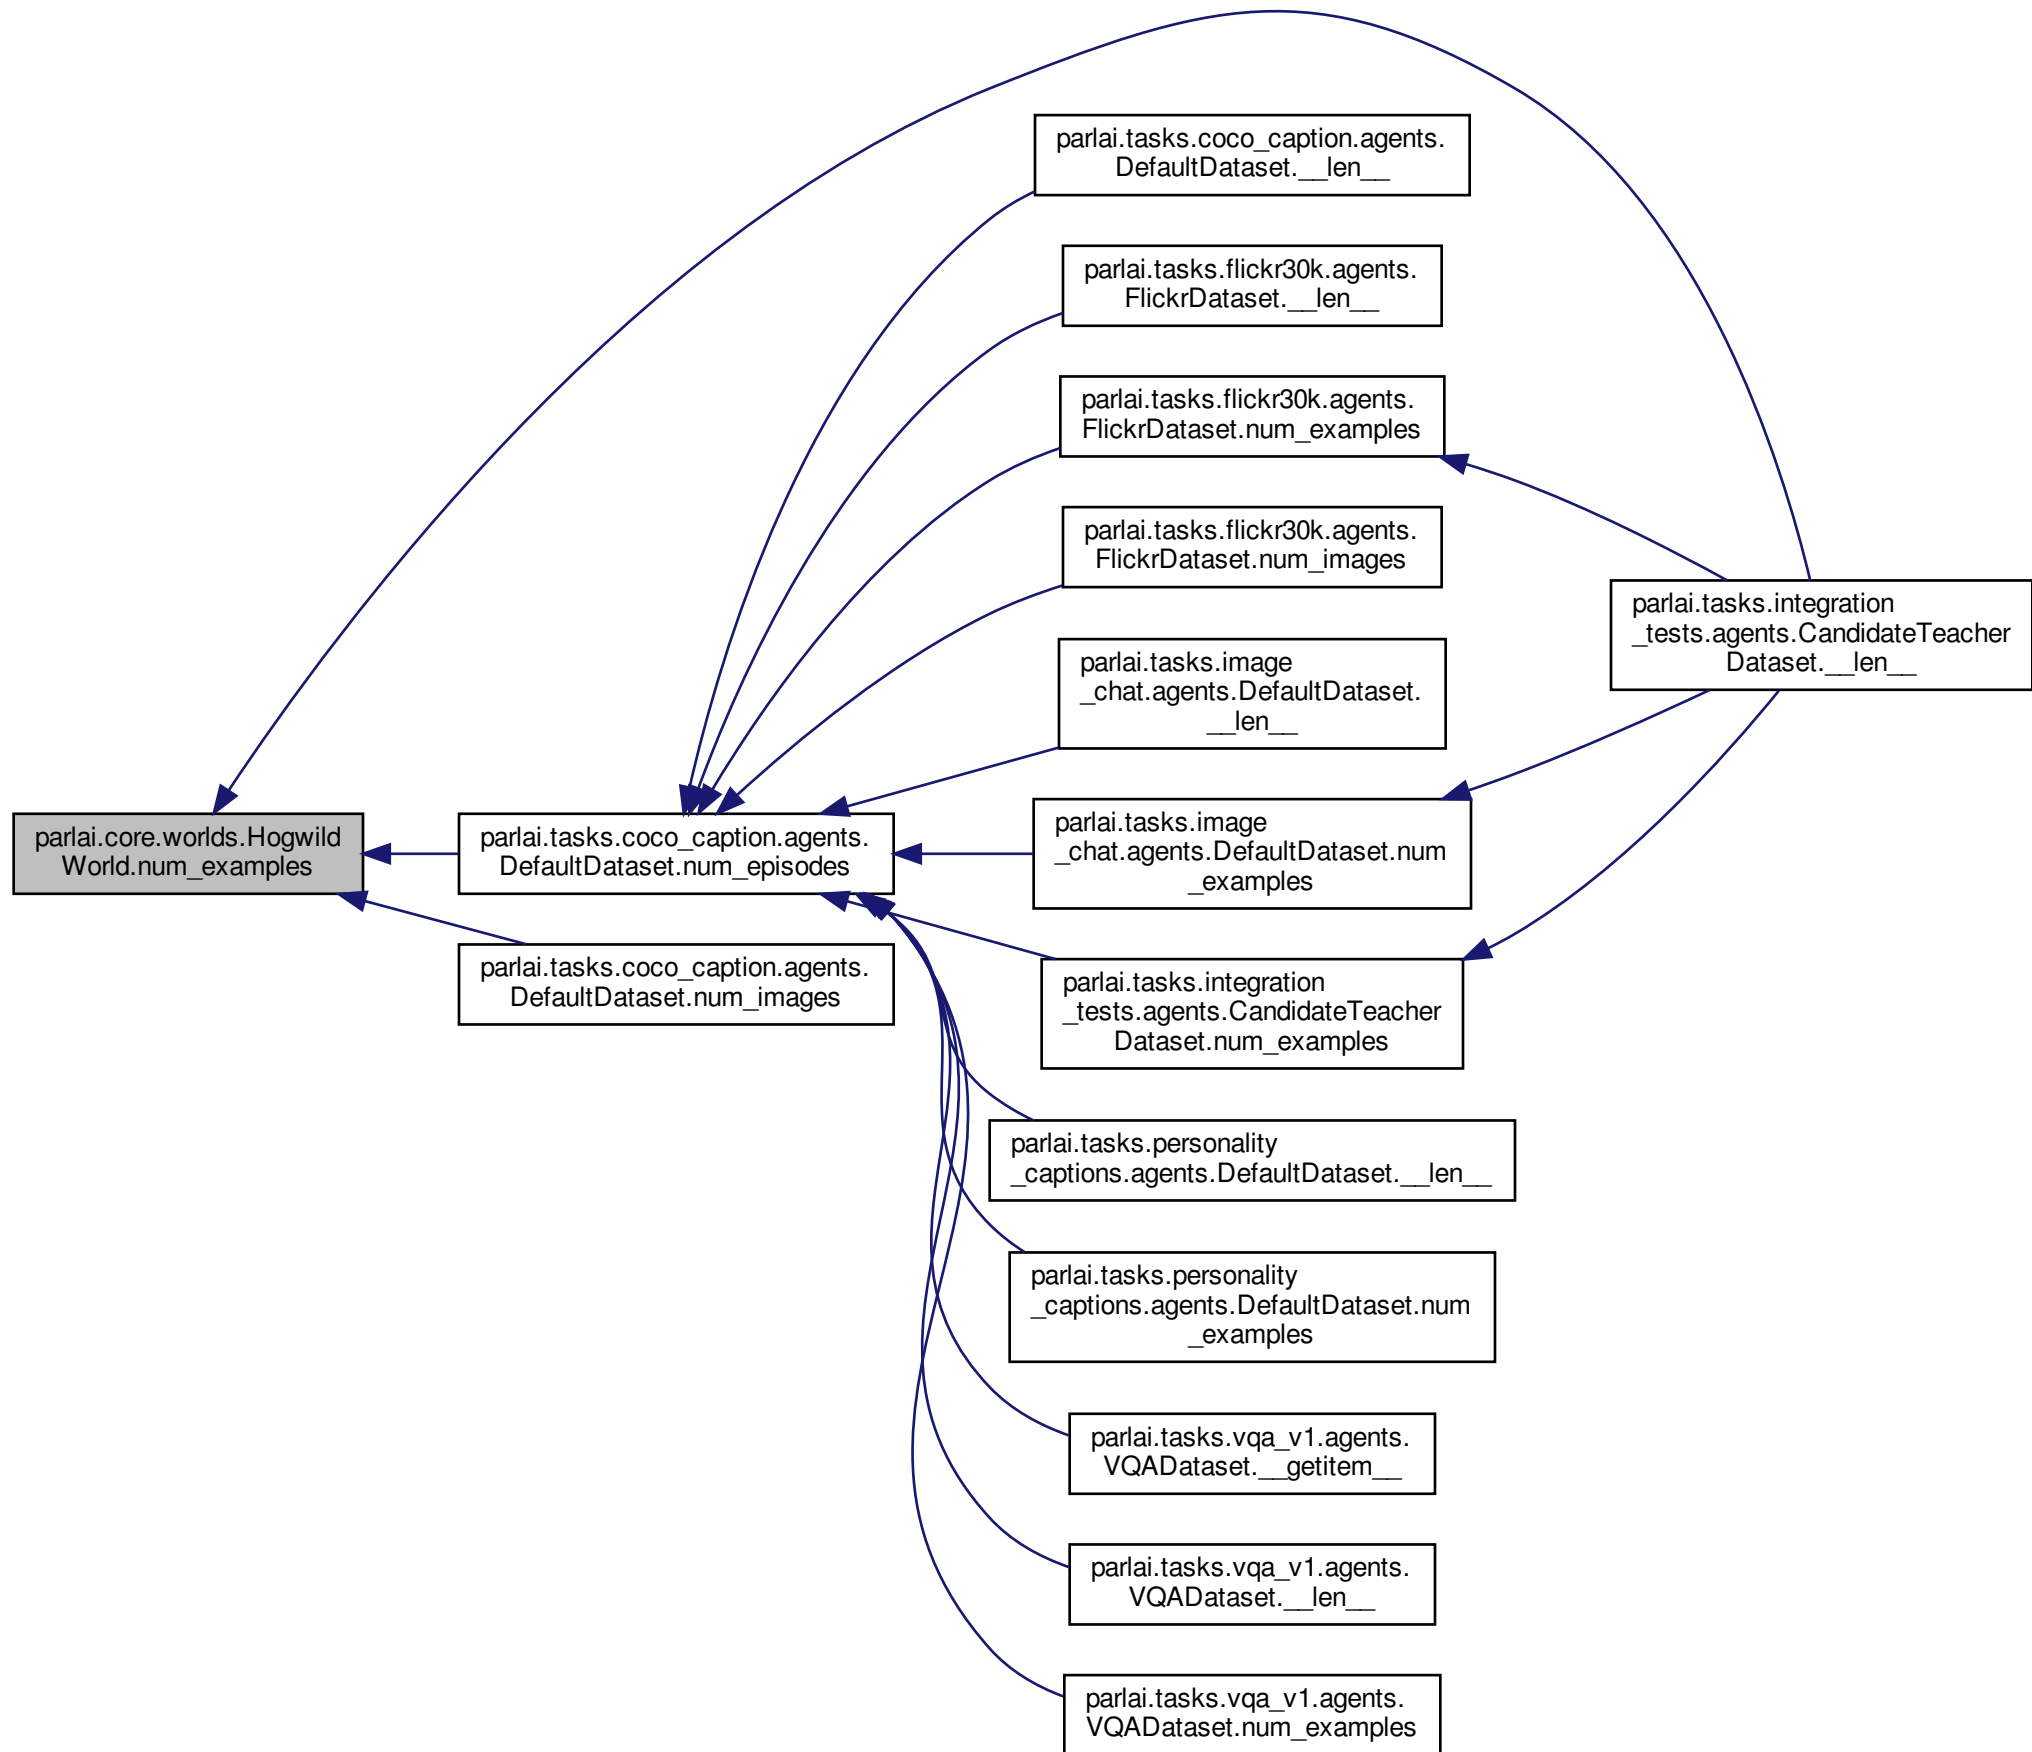 parlai.core.worlds.Hogwild
World.num_examples
parlai.tasks.coco_caption.agents.
DefaultDataset.num_episodes
parlai.tasks.coco_caption.agents.
DefaultDataset.num_images
parlai.tasks.coco_caption.agents.
DefaultDataset.__len__
parlai.tasks.flickr30k.agents.
FlickrDataset.__len__
parlai.tasks.flickr30k.agents.
FlickrDataset.num_examples
parlai.tasks.flickr30k.agents.
FlickrDataset.num_images
parlai.tasks.image
_chat.agents.DefaultDataset.
__len__
parlai.tasks.image
_chat.agents.DefaultDataset.num
_examples
parlai.tasks.integration
_tests.agents.CandidateTeacher
Dataset.num_examples
parlai.tasks.personality
_captions.agents.DefaultDataset.__len__
parlai.tasks.personality
_captions.agents.DefaultDataset.num
_examples
parlai.tasks.vqa_v1.agents.
VQADataset.__getitem__
parlai.tasks.vqa_v1.agents.
VQADataset.__len__
parlai.tasks.vqa_v1.agents.
VQADataset.num_examples
parlai.tasks.integration
_tests.agents.CandidateTeacher
Dataset.__len__